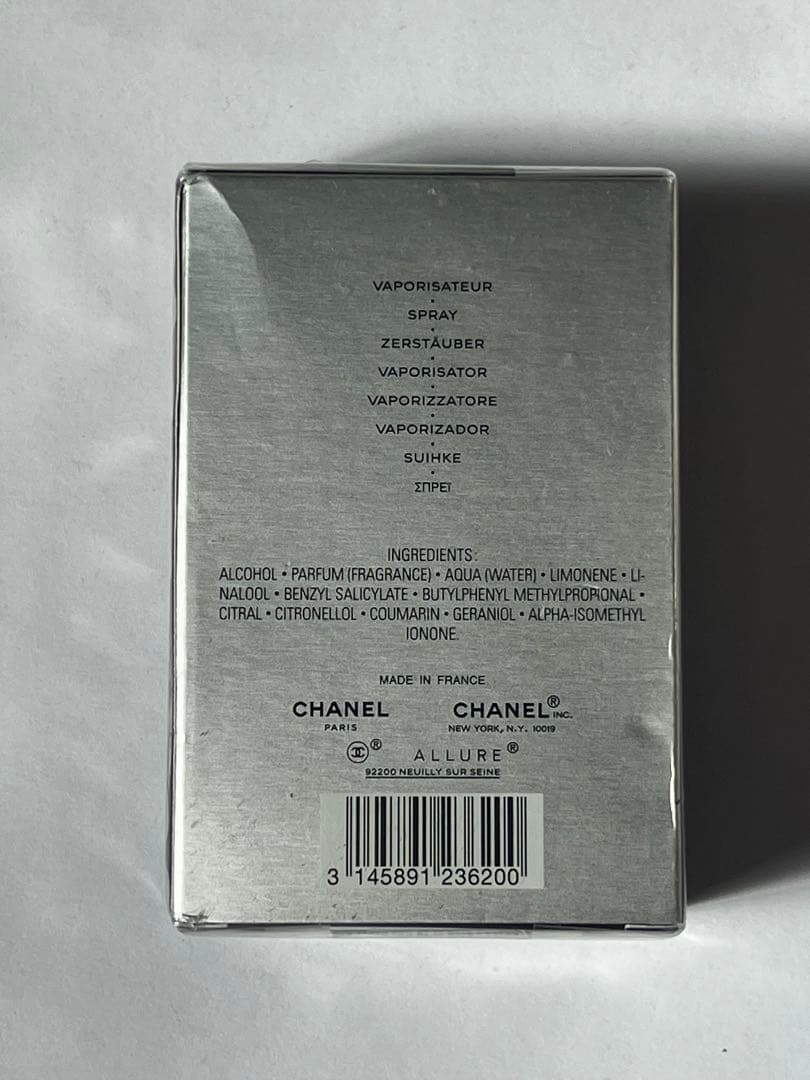 VAPORISATEUR
•
SPRAY
•
ZERSTÄUBER
•
VAPORISATOR
•
VAPORIZZATORE
•
VAPORIZADOR
•
SUIHKE
•
ΣΠΡΕΪ
INGREDIENTS:
ALCOHOL • PARFUM (FRAGRANCE) • AQUA (WATER) • LIMONENE • LI-
NALOOL • BENZYL SALICYLATE • BUTYLPHENYL METHYLPROPIONAL •
CITRAL • CITRONELLOL • COUMARIN • GERANIOL • ALPHA-ISOMETHYL
IONONE.
MADE IN FRANCE
CHANEL CHANEL® INC.
PARIS NEW YORK, N.Y. 10019
® ALLURE®
92200 NEUILLY SUR SEINE
3 145891 236200